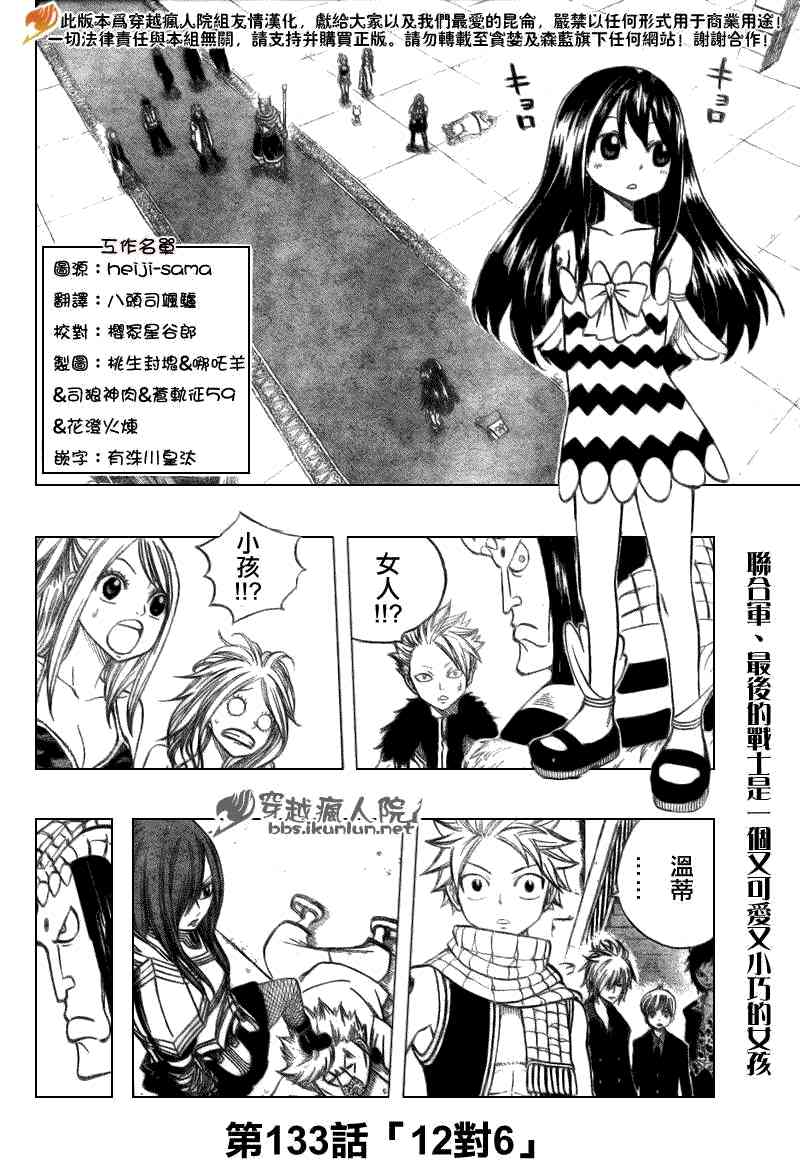 此版本爲穿越瘋人院組友情漢化，獻給大家以及我們最愛的昆侖，嚴禁以任何形式用于商業用途！
一切法律責任與本組無關，請支持并購買正版。請勿轉載至貪婪及森藍旗下任何網站！謝謝合作！
キョロ
キョロ
工作名單
圖源：heiji-sama
翻譯：八頭司颯驢
校對：櫻冢星谷郎
製圖：桃生封塊&哪吒羊
&司狼神肉&蒼軌征59
&花澄火煉
嵌字：有洙川皇汰
女人!!?
小孩!!?
聯合軍、最後的戰士是一個又可愛又小巧的女孩
穿越瘋人院
bbs.ikunlun.net
溫蒂
……
第133話「12對6」